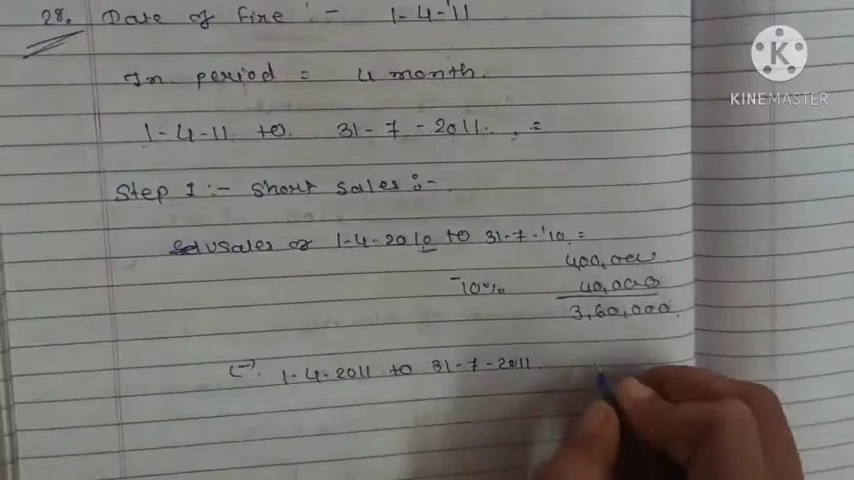 28. Date of Fire :- 1-4-'11
KINEMASTER
In period = 4 month.
1-4-11 to. 31-7-2011. =
Step 1 :- Short Sales :-
Sales of 1-4-2010 to 31-7-'10 =
400,000
-10% 40,000
3,60,000.
(-). 1-4-2011 to 31-7-2011.